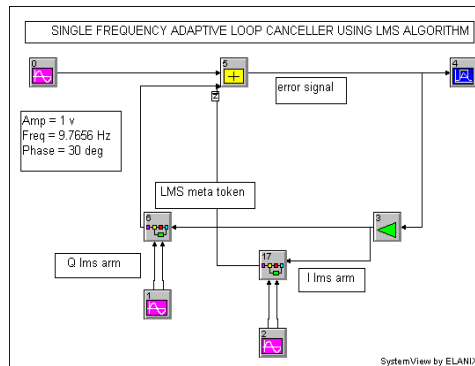 SINGLE FREQUENCY ADAPTIVE LOOP CANCELLER USING LMS ALGORITHM
0
5
4
error signal
Amp = 1 v
Freq = 9.7656 Hz
Phase = 30 deg
LMS meta token
6
3
Q lms arm
17
I lms arm
1
2
SystemView by ELANIX